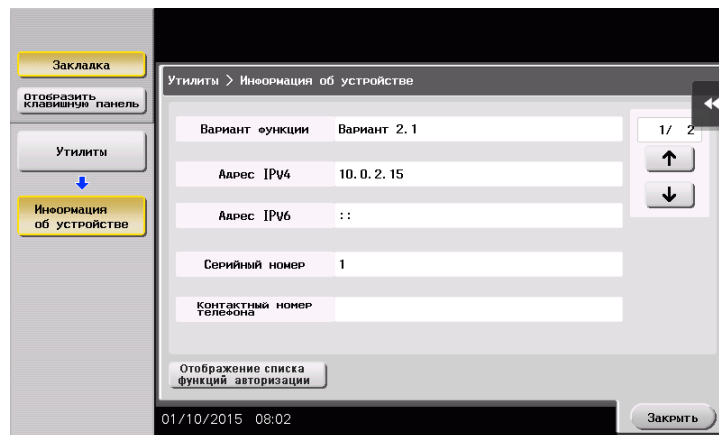 Закладка
Отобразить
клавишную панель
Утилиты
Информация
об устройстве
Утилиты > Информация об устройстве
Вариант функции Вариант 2.1
1/ 2
Адрес IPv4 10.0.2.15
Адрес IPv6 ::
Серийный номер 1
Контактный номер
телефона
Отображение списка
функций авторизации
01/10/2015 08:02
Закрыть